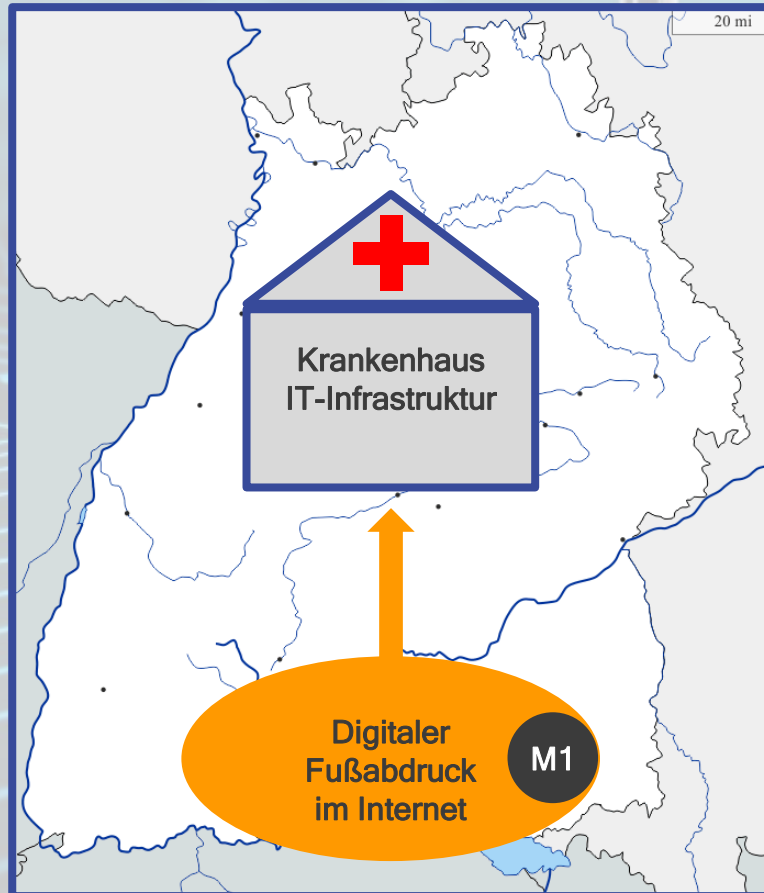 20 mi
Krankenhaus
IT-Infrastruktur
Digitaler
Fußabdruck
im Internet
M1